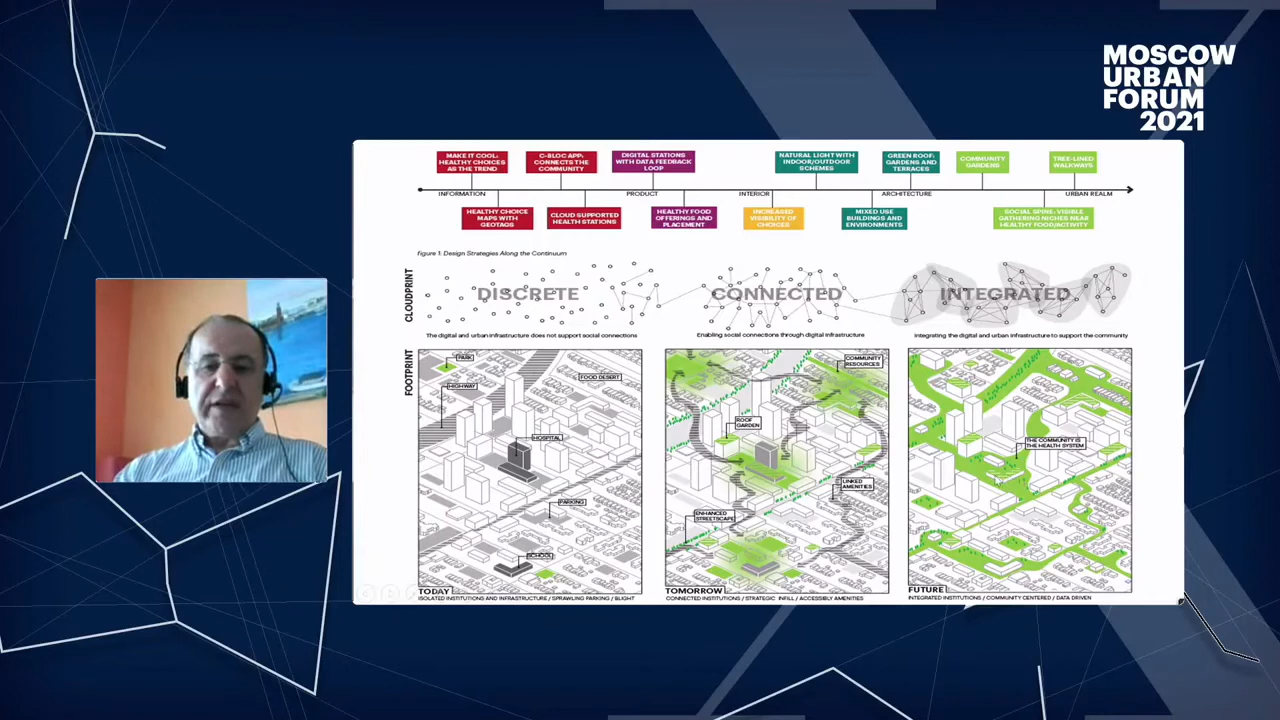 MOSCOW
URBAN
FORUM
2021
MAKE IT COOL:
HEALTHY CHOICES
AS THE TREND
C-BLOC APP:
CONNECTS THE
COMMUNITY
DIGITAL STATIONS
WITH DATA FEEDBACK
LOOP
NATURAL LIGHT WITH
INDOOR/OUTDOOR
SCHEMES
GREEN ROOF:
GARDENS AND
TERRACES
COMMUNITY
GARDENS
TREE-LINED
WALKWAYS
INFORMATION
PRODUCT
INTERIOR
ARCHITECTURE
URBAN REALM
HEALTHY CHOICE
MAPS WITH
GEOTAGS
CLOUD SUPPORTED
HEALTH STATIONS
HEALTHY FOOD
OFFERINGS AND
PLACEMENT
INCREASED
VISIBILITY OF
CHOICES
MIXED USE
BUILDINGS AND
ENVIRONMENTS
SOCIAL SPINE: VISIBLE
GATHERING NICHES NEAR
HEALTHY FOOD/ACTIVITY
Figure 1. Design Strategies Along the Continuum
CLOUDPRINT
DISCRETE
CONNECTED
INTEGRATED
The digital and urban infrastructure does not support social connections
Enabling social connections through digital infrastructure
Integrating the digital and urban infrastructure to support the community
FOOTPRINT
PARK
HIGHWAY
FOOD DESERT
HOSPITAL
PARKING
SCHOOL
TODAY
ISOLATED INSTITUTIONS AND INFRASTRUCTURE / SPRAWLING PARKING / BLIGHT
COMMUNITY
RESOURCES
ROOF
GARDEN
LINKED
AMENITIES
ENHANCED
STREETSCAPE
TOMORROW
CONNECTED INSTITUTIONS / STRATEGIC INFILL / ACCESSIBLY AMENITIES
THE COMMUNITY IS
THE HEALTH SYSTEM
FUTURE
INTEGRATED INSTITUTIONS / COMMUNITY CENTERED / DATA DRIVEN